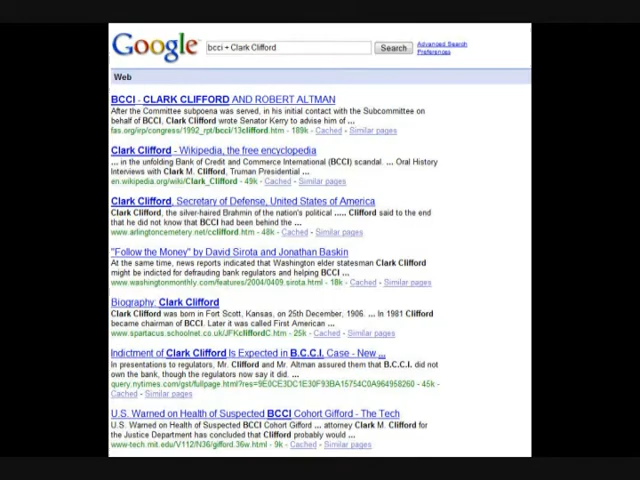 Google
bcci + Clark Clifford
Search
Advanced Search
Preferences
Web
BCCI - CLARK CLIFFORD AND ROBERT ALTMAN
After the Committee subpoena was served, in his initial contact with the Subcommittee on
behalf of BCCI, Clark Clifford wrote Senator Kerry to advise him of ...
fas.org/irp/congress/1992_rpt/bcci/13clifford.htm - 189k - Cached - Similar pages
Clark Clifford - Wikipedia, the free encyclopedia
... in the unfolding Bank of Credit and Commerce International (BCCI) scandal. ... Oral History
Interviews with Clark M. Clifford, Truman Presidential ...
en.wikipedia.org/wiki/Clark_Clifford - 49k - Cached - Similar pages
Clark Clifford, Secretary of Defense, United States of America
Clark Clifford, the silver-haired Brahmin of the nation's political ..... Clifford said to the end
that he did not know that BCCI had been behind the ...
www.arlingtoncemetery.net/cclifford.htm - 48k - Cached - Similar pages
"Follow the Money" by David Sirota and Jonathan Baskin
At the same time, news reports indicated that Washington elder statesman Clark Clifford
might be indicted for defrauding bank regulators and helping BCCI ...
www.washingtonmonthly.com/features/2004/0409.sirota.html - 18k - Cached - Similar pages
Biography: Clark Clifford
Clark Clifford was born in Fort Scott, Kansas, on 25th December, 1906. ... In 1981 Clifford
became chairman of BCCI. Later it was called First American ...
www.spartacus.schoolnet.co.uk/JFKcliffordC.htm - 25k - Cached - Similar pages
Indictment of Clark Clifford Is Expected in B.C.C.I. Case - New ...
In presentations to regulators, Mr. Clifford and Mr. Altman assured them that B.C.C.I. did not
own the bank, though the regulators now say it did. ...
query.nytimes.com/gst/fullpage.html?res=9E0CE3DC1E30F93BA15754C0A964958260 - 45k -
Cached - Similar pages
U.S. Warned on Health of Suspected BCCI Cohort Gifford - The Tech
U.S. Warned on Health of Suspected BCCI Cohort Gifford ... attorney Clark M. Clifford for
the Justice Department has concluded that Clifford probably would ...
www-tech.mit.edu/V112/N36/gifford.36w.html - 9k - Cached - Similar pages